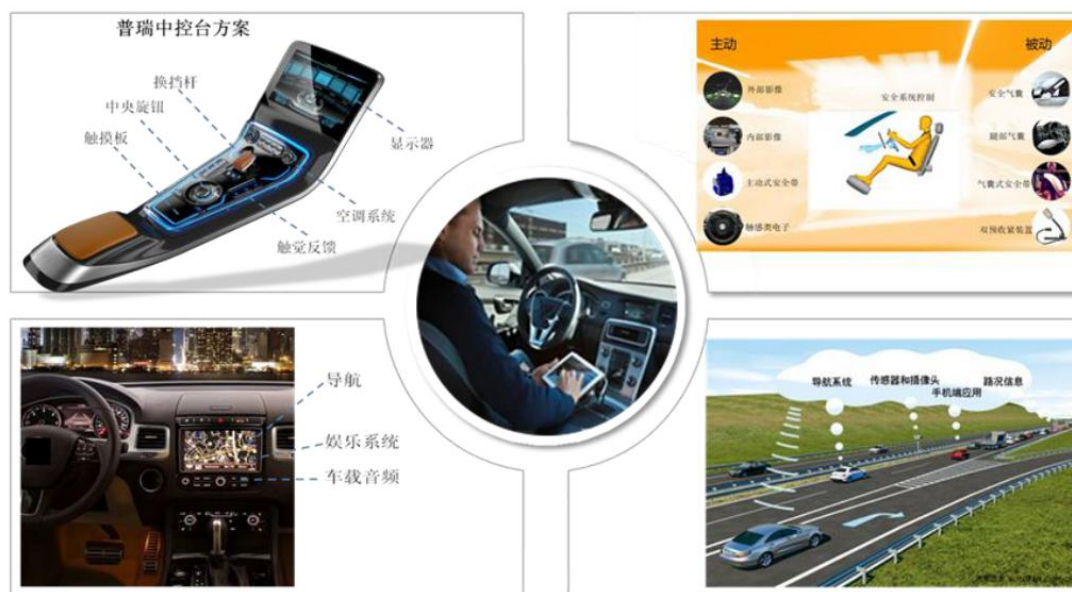 普瑞中控台方案
换挡杆
中央旋钮
触摸板
显示器
空调系统
触觉反馈
主动
被动
外部影像
内部影像
主动式安全带
触感类电子
安全系统控制
安全气囊
腿部气囊
气囊式安全带
双预收紧装置
导航
娱乐系统
车载音频
导航系统
传感器和摄像头
手机端应用
路况信息